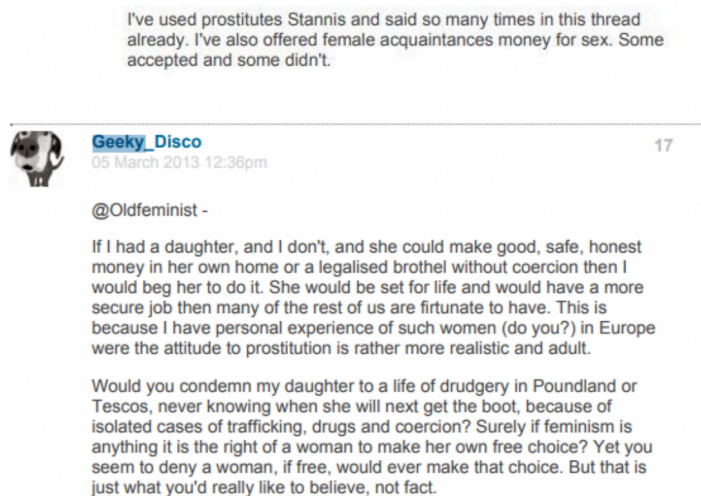 I've used prostitutes Stannis and said so many times in this thread
already. I've also offered female acquaintances money for sex. Some
accepted and some didn't.
Geeky_Disco
17
05 March 2013 12:36pm
@Oldfeminist -
If I had a daughter, and I don't, and she could make good, safe, honest
money in her own home or a legalised brothel without coercion then I
would beg her to do it. She would be set for life and would have a more
secure job then many of the rest of us are firtunate to have. This is
because I have personal experience of such women (do you?) in Europe
were the attitude to prostitution is rather more realistic and adult.
Would you condemn my daughter to a life of drudgery in Poundland or
Tescos, never knowing when she will next get the boot, because of
isolated cases of trafficking, drugs and coercion? Surely if feminism is
anything it is the right of a woman to make her own free choice? Yet you
seem to deny a woman, if free, would ever make that choice. But that is
just what you'd really like to believe, not fact.